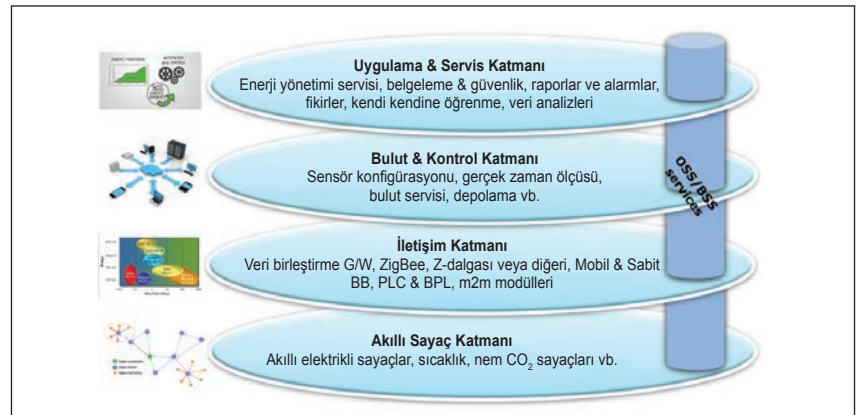 Uygulama & Servis Katmanı
Enerji yönetimi servisi, belgeleme & güvenlik, raporlar ve alarmlar,
fikirler, kendi kendine öğrenme, veri analizleri
Bulut & Kontrol Katmanı
Sensör konfigürasyonu, gerçek zaman ölçüsü,
bulut servisi, depolama vb.
OSS/BSS
services
İletişim Katmanı
Veri birleştirme G/W, ZigBee, Z-dalgası veya diğeri, Mobil & Sabit
BB, PLC & BPL, m2m modülleri
Akıllı Sayaç Katmanı
Akıllı elektrikli sayaçlar, sıcaklık, nem CO₂ sayaçları vb.